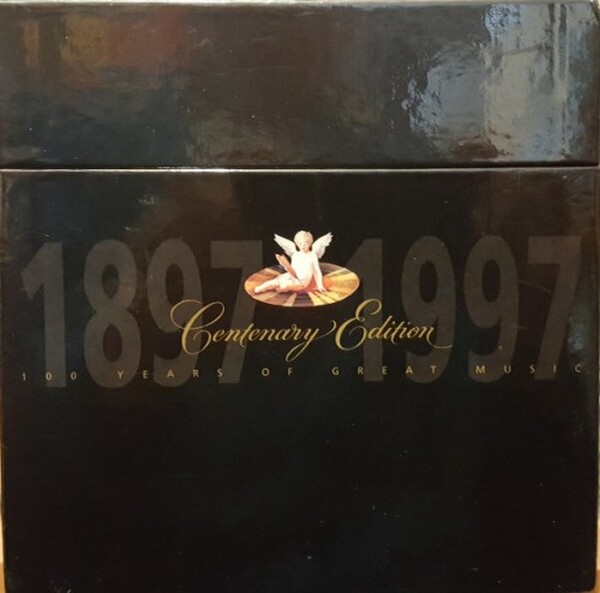 1897 1997
Centenary Edition
100 YEARS OF GREAT MUSIC